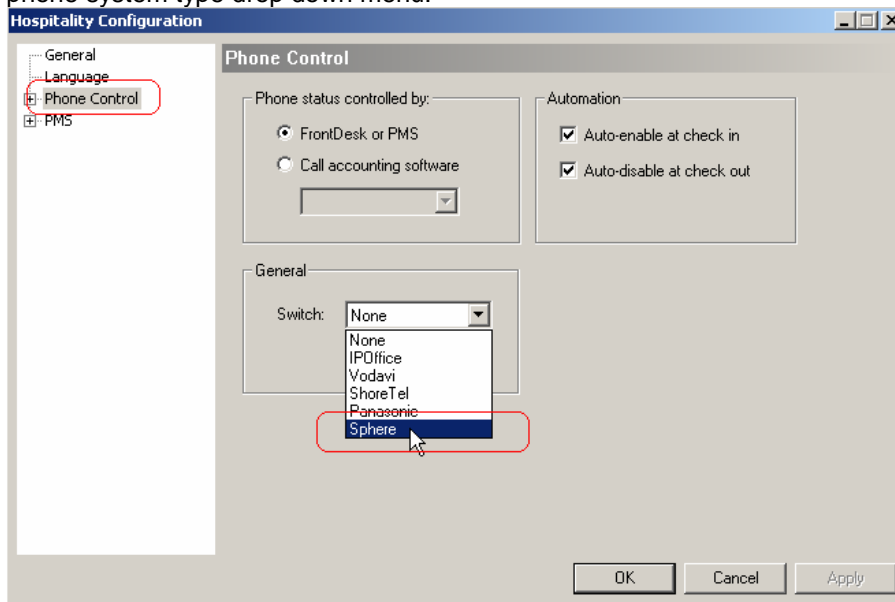 phone system type drop down menu.
Hospitality Configuration
General
Language
Phone Control
PMS
Phone Control
Phone status controlled by:
FrontDesk or PMS
Call accounting software
Automation
Auto-enable at check in
Auto-disable at check out
General
Switch:
None
None
IPOffice
Vodavi
ShoreTel
Panasonic
Sphere
OK
Cancel
Apply